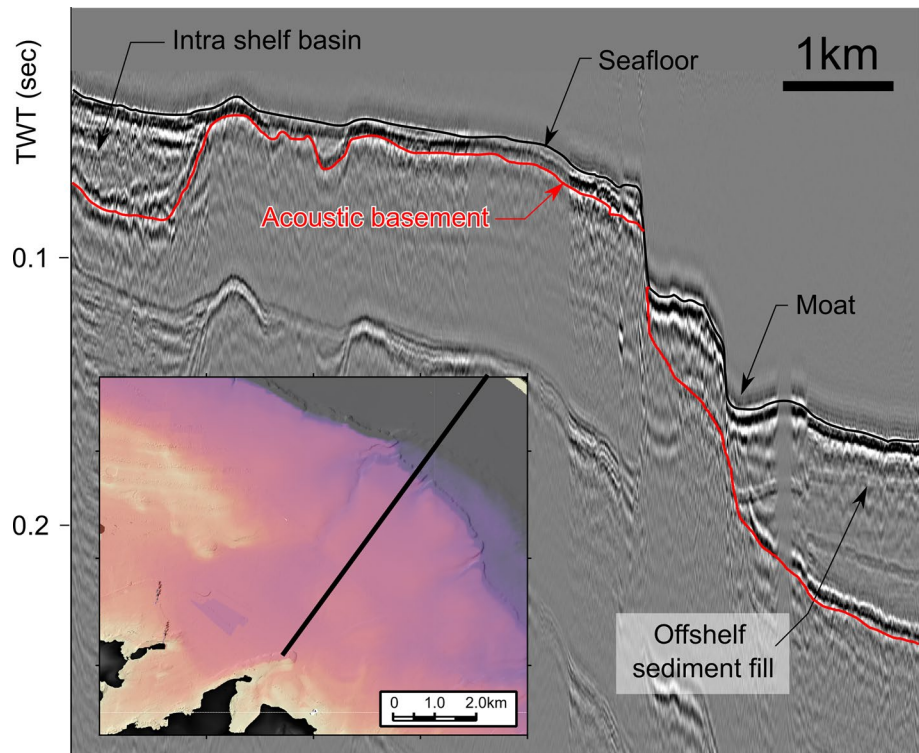 Intra shelf basin
1km
Seafloor
TWT (sec)
Acoustic basement
0.1
Moat
0.2
Offshelf
sediment fill
0 1.0 2.0km